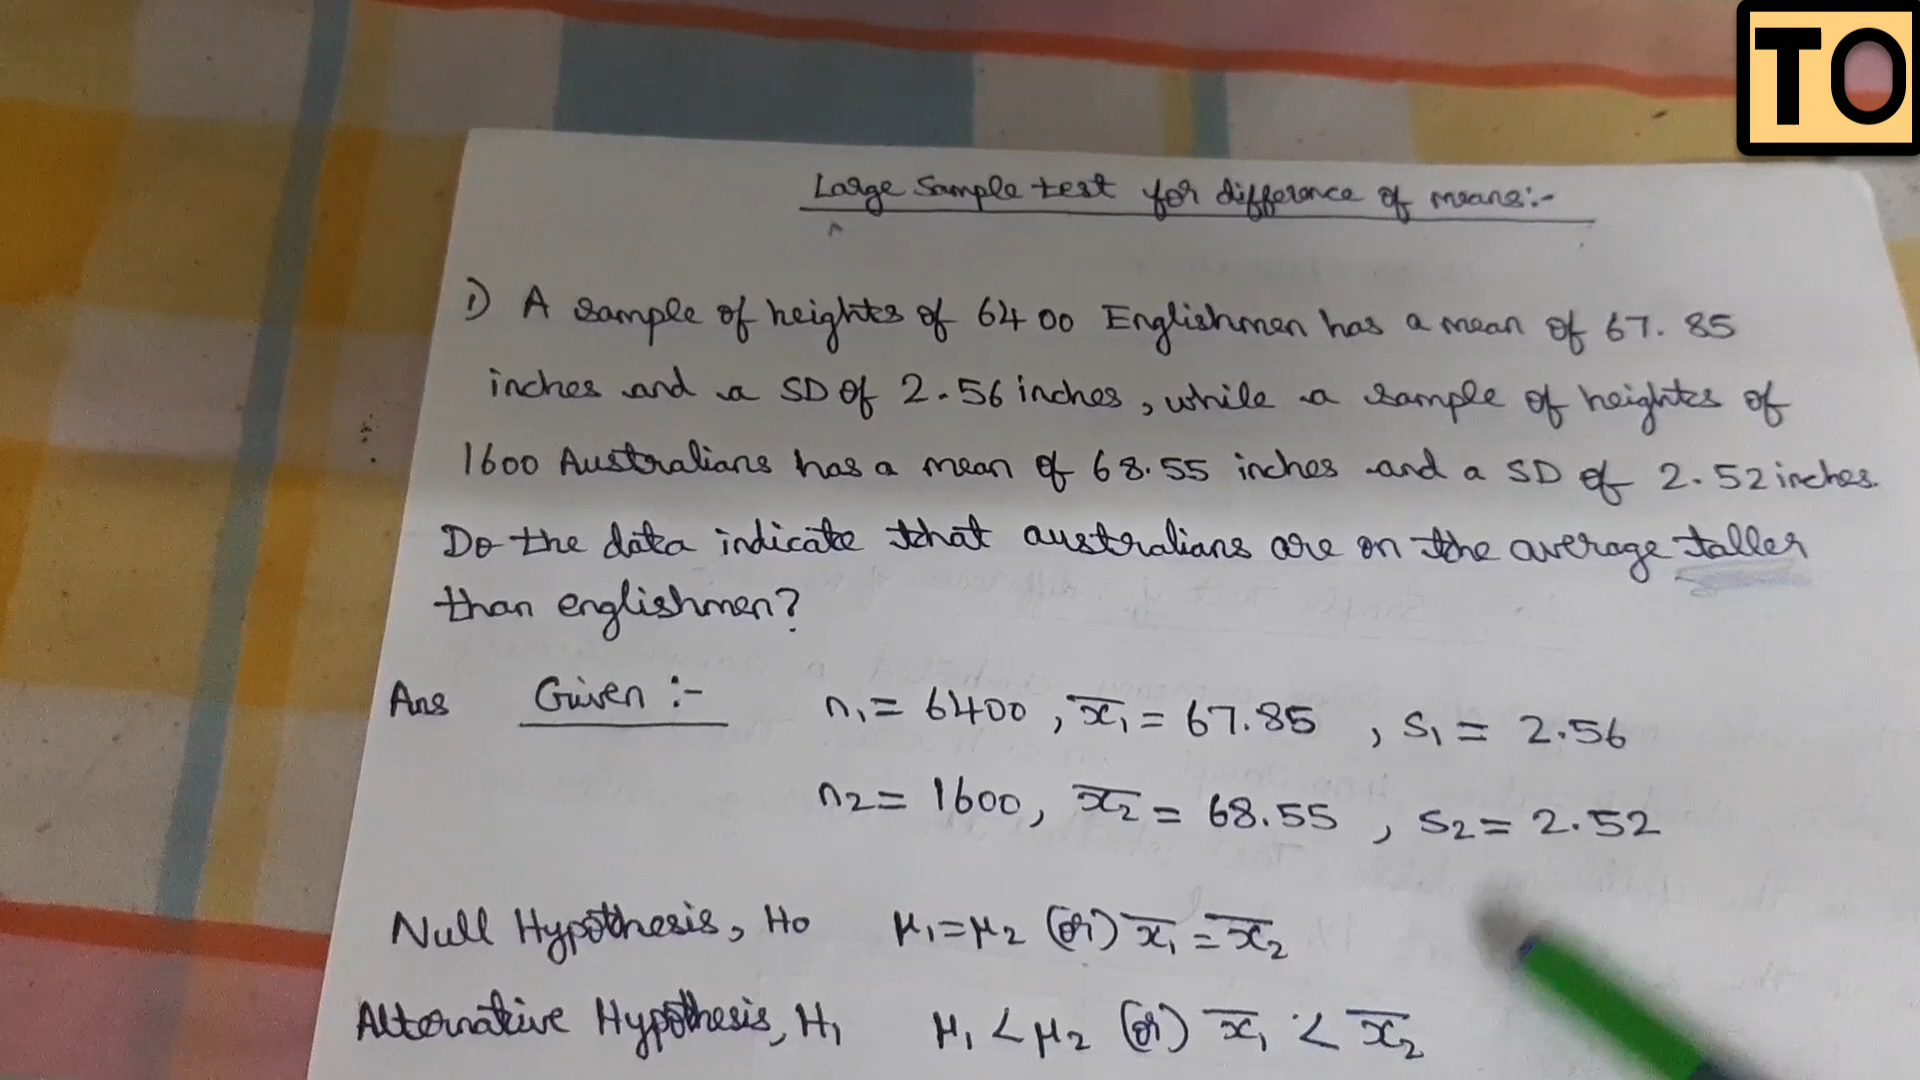 TO
Large Sample test for difference of means:-
1) A sample of heights of 6400 Englishmen has a mean of 67.85
inches and a SD of 2.56 inches, while a sample of heights of
1600 Australians has a mean of 68.55 inches and a SD of 2.52 inches.
Do the data indicate that australians are on the average taller
than englishmen?
Ans Given :- n₁ = 6400, x̄₁ = 67.85, s₁ = 2.56
n₂ = 1600, x̄₂ = 68.55, s₂ = 2.52
Null Hypothesis, H₀ μ₁ = μ₂ (or) x̄₁ = x̄₂
Alternative Hypothesis, H₁ μ₁ < μ₂ (or) x̄₁ < x̄₂